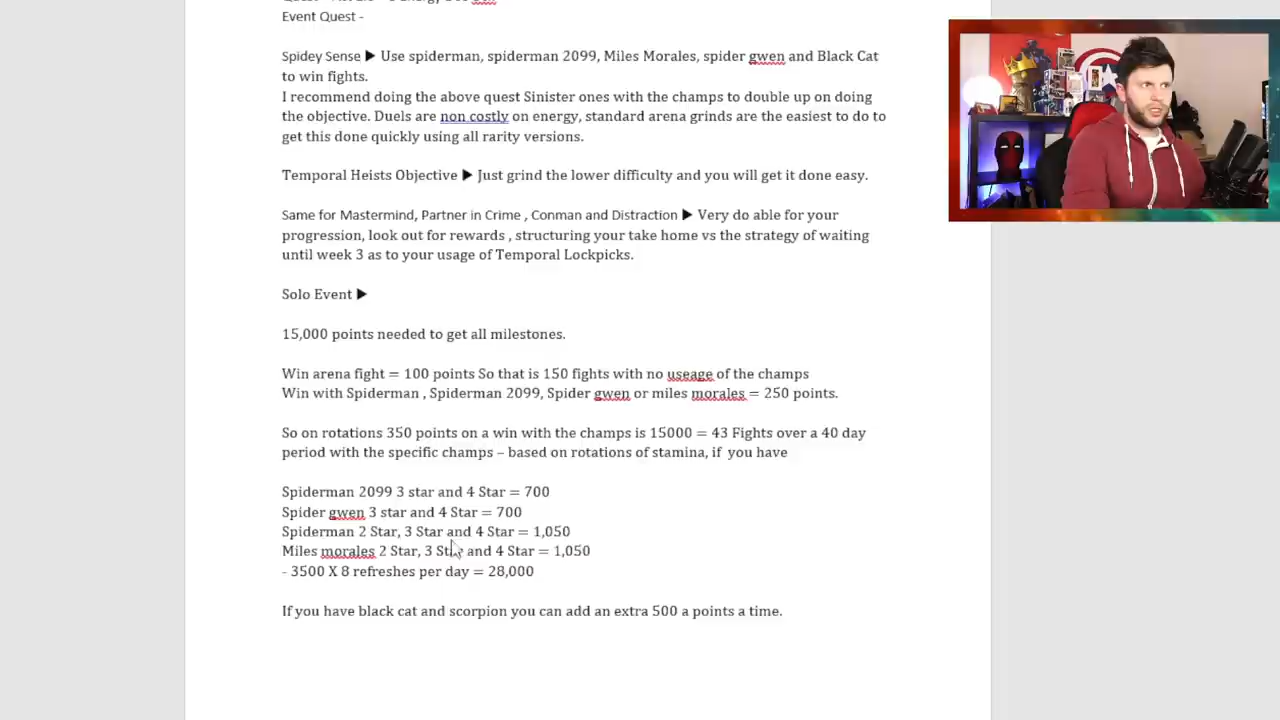 Event Quest -
Spidey Sense ▶ Use spiderman, spiderman 2099, Miles Morales, spider gwen and Black Cat
to win fights.
I recommend doing the above quest Sinister ones with the champs to double up on doing
the objective. Duels are non costly on energy, standard arena grinds are the easiest to do to
get this done quickly using all rarity versions.
Temporal Heists Objective ▶ Just grind the lower difficulty and you will get it done easy.
Same for Mastermind, Partner in Crime , Conman and Distraction ▶ Very do able for your
progression, look out for rewards , structuring your take home vs the strategy of waiting
until week 3 as to your usage of Temporal Lockpicks.
Solo Event ▶
15,000 points needed to get all milestones.
Win arena fight = 100 points So that is 150 fights with no useage of the champs
Win with Spiderman , Spiderman 2099, Spider gwen or miles morales = 250 points.
So on rotations 350 points on a win with the champs is 15000 = 43 Fights over a 40 day
period with the specific champs – based on rotations of stamina, if you have
Spiderman 2099 3 star and 4 Star = 700
Spider gwen 3 star and 4 Star = 700
Spiderman 2 Star, 3 Star and 4 Star = 1,050
Miles morales 2 Star, 3 Star and 4 Star = 1,050
- 3500 X 8 refreshes per day = 28,000
If you have black cat and scorpion you can add an extra 500 a points a time.